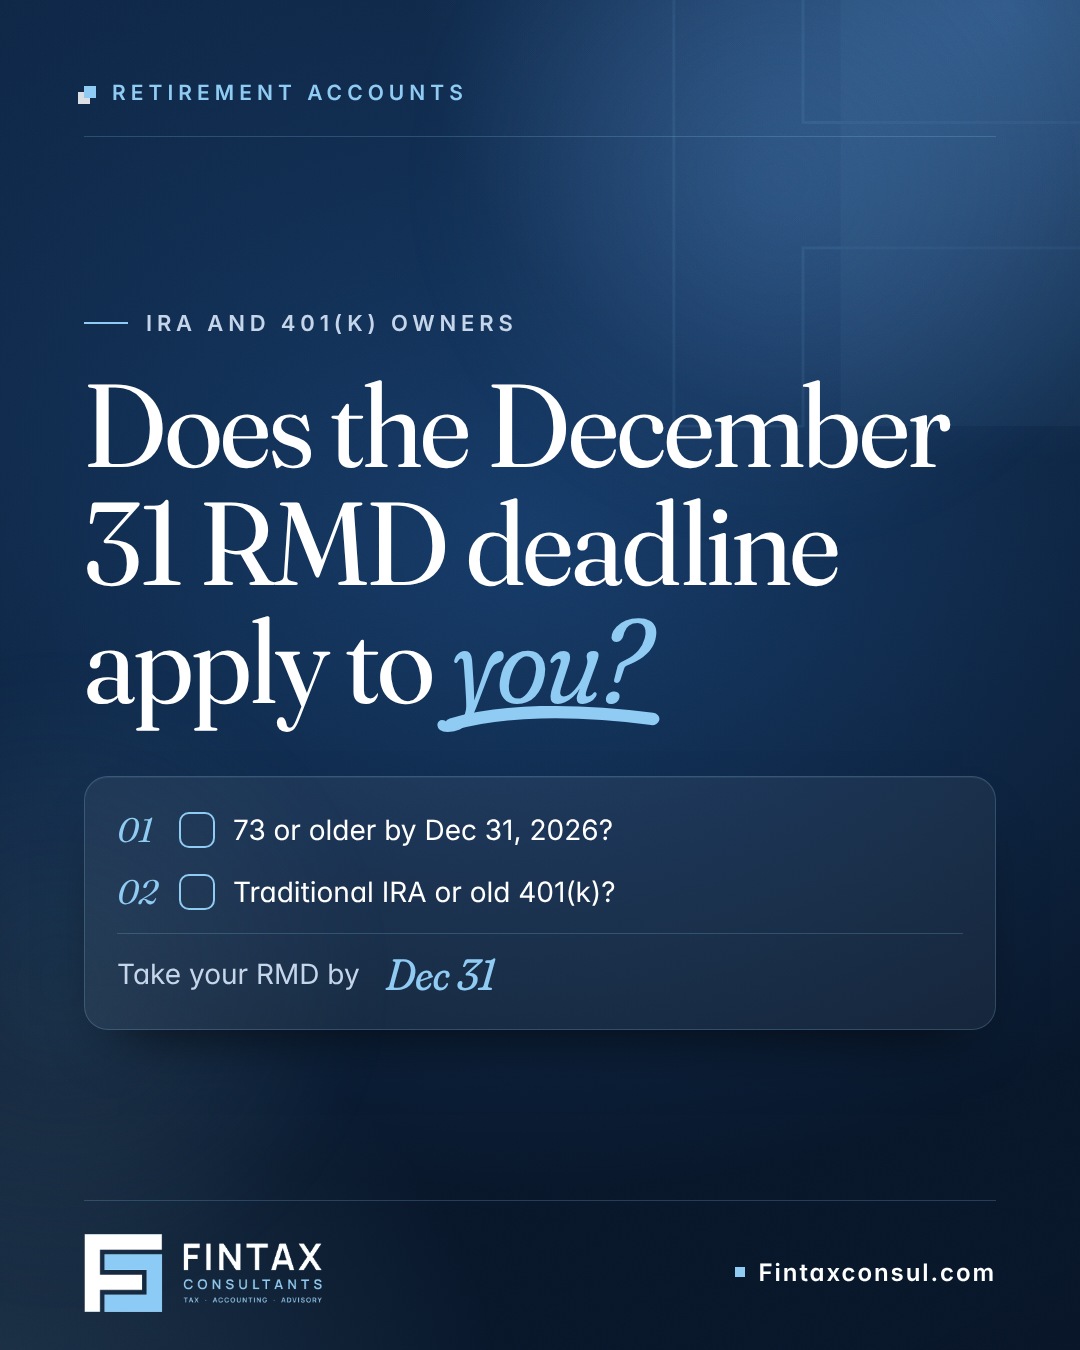 RETIREMENT ACCOUNTS
IRA AND 401(K) OWNERS
Does the December
31 RMD deadline
apply to you?
01 73 or older by Dec 31, 2026?
02 Traditional IRA or old 401(k)?
Take your RMD by Dec 31
FINTAX
CONSULTANTS
TAX · ACCOUNTING · ADVISORY
Fintaxconsul.com